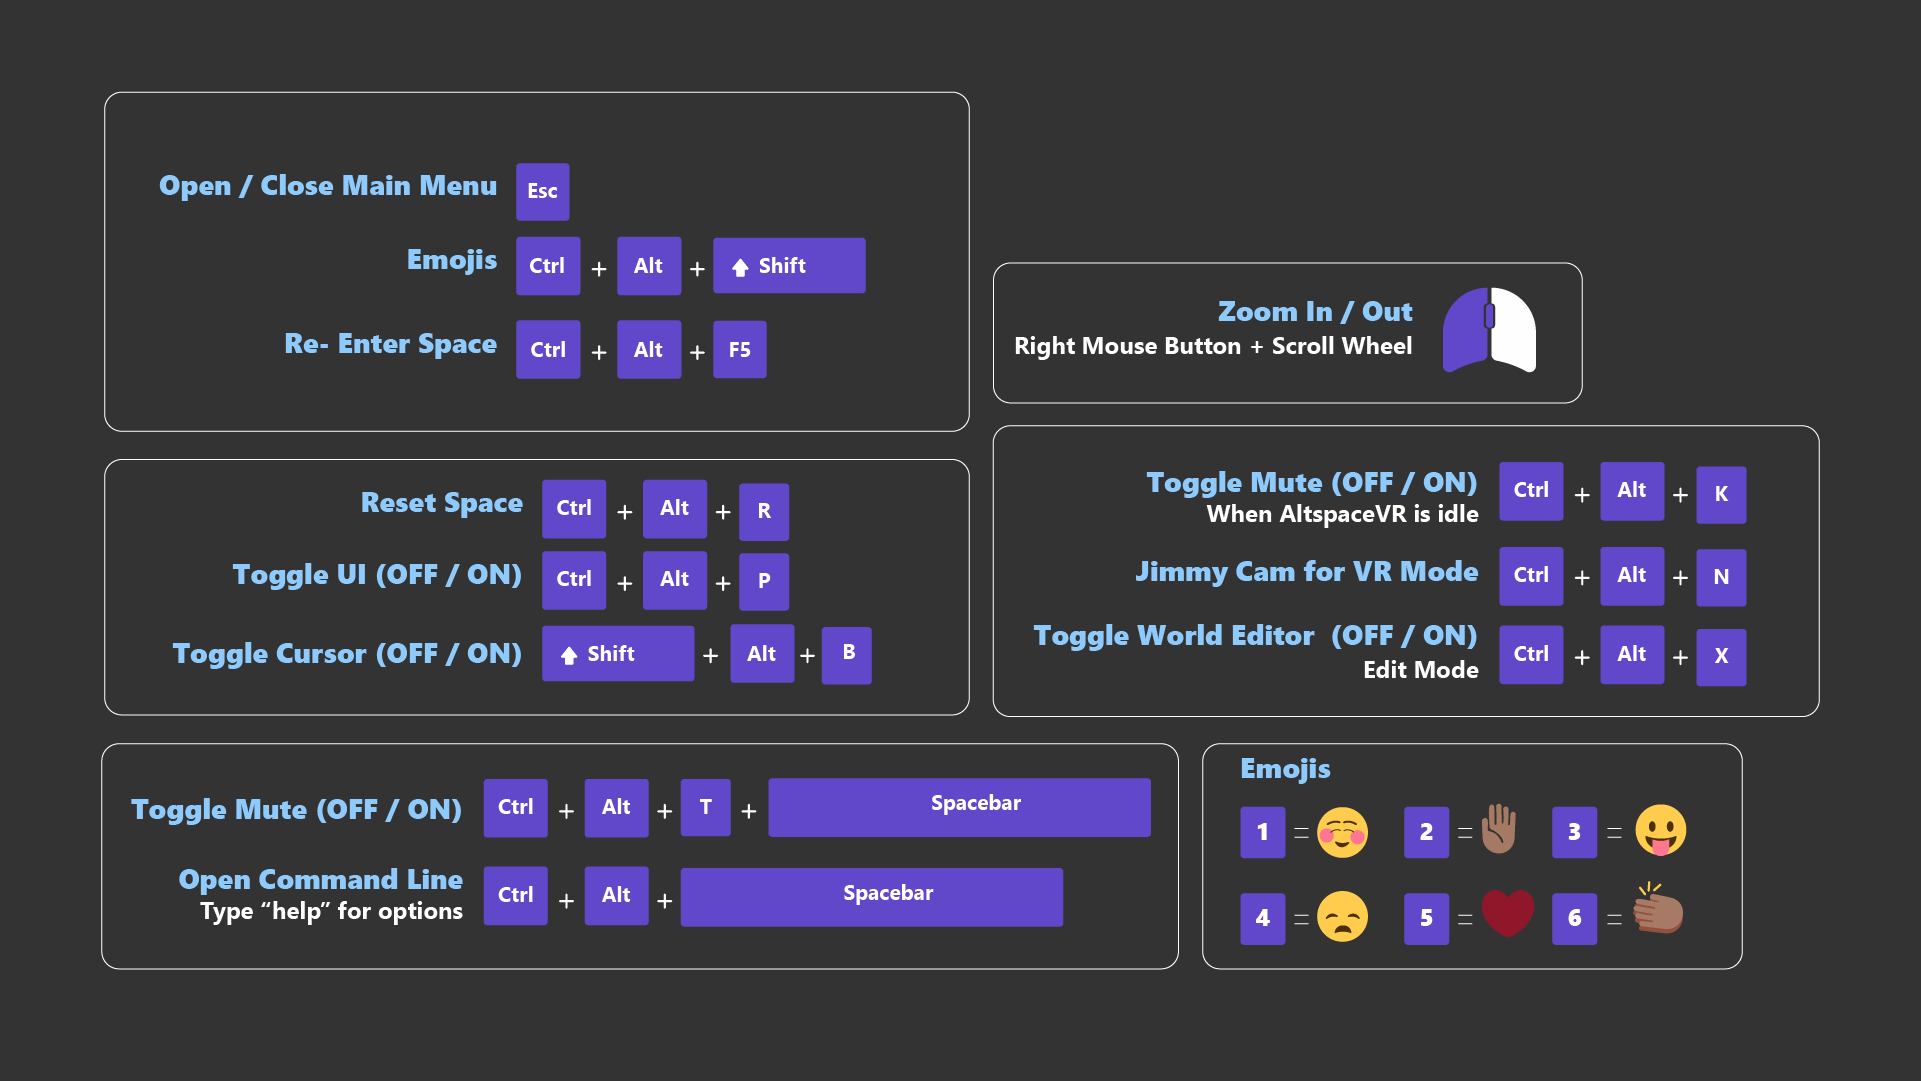 Open / Close Main Menu Esc
Emojis Ctrl + Alt + Shift
Re- Enter Space Ctrl + Alt + F5
Zoom In / Out
Right Mouse Button + Scroll Wheel
Reset Space Ctrl + Alt + R
Toggle UI (OFF / ON) Ctrl + Alt + P
Toggle Cursor (OFF / ON) Shift + Alt + B
Toggle Mute (OFF / ON) Ctrl + Alt + K
When AltspaceVR is idle
Jimmy Cam for VR Mode Ctrl + Alt + N
Toggle World Editor (OFF / ON) Ctrl + Alt + X
Edit Mode
Toggle Mute (OFF / ON) Ctrl + Alt + T + Spacebar
Open Command Line Ctrl + Alt + Spacebar
Type “help” for options
Emojis
1 = 2 = 3 =
4 = 5 = 6 =